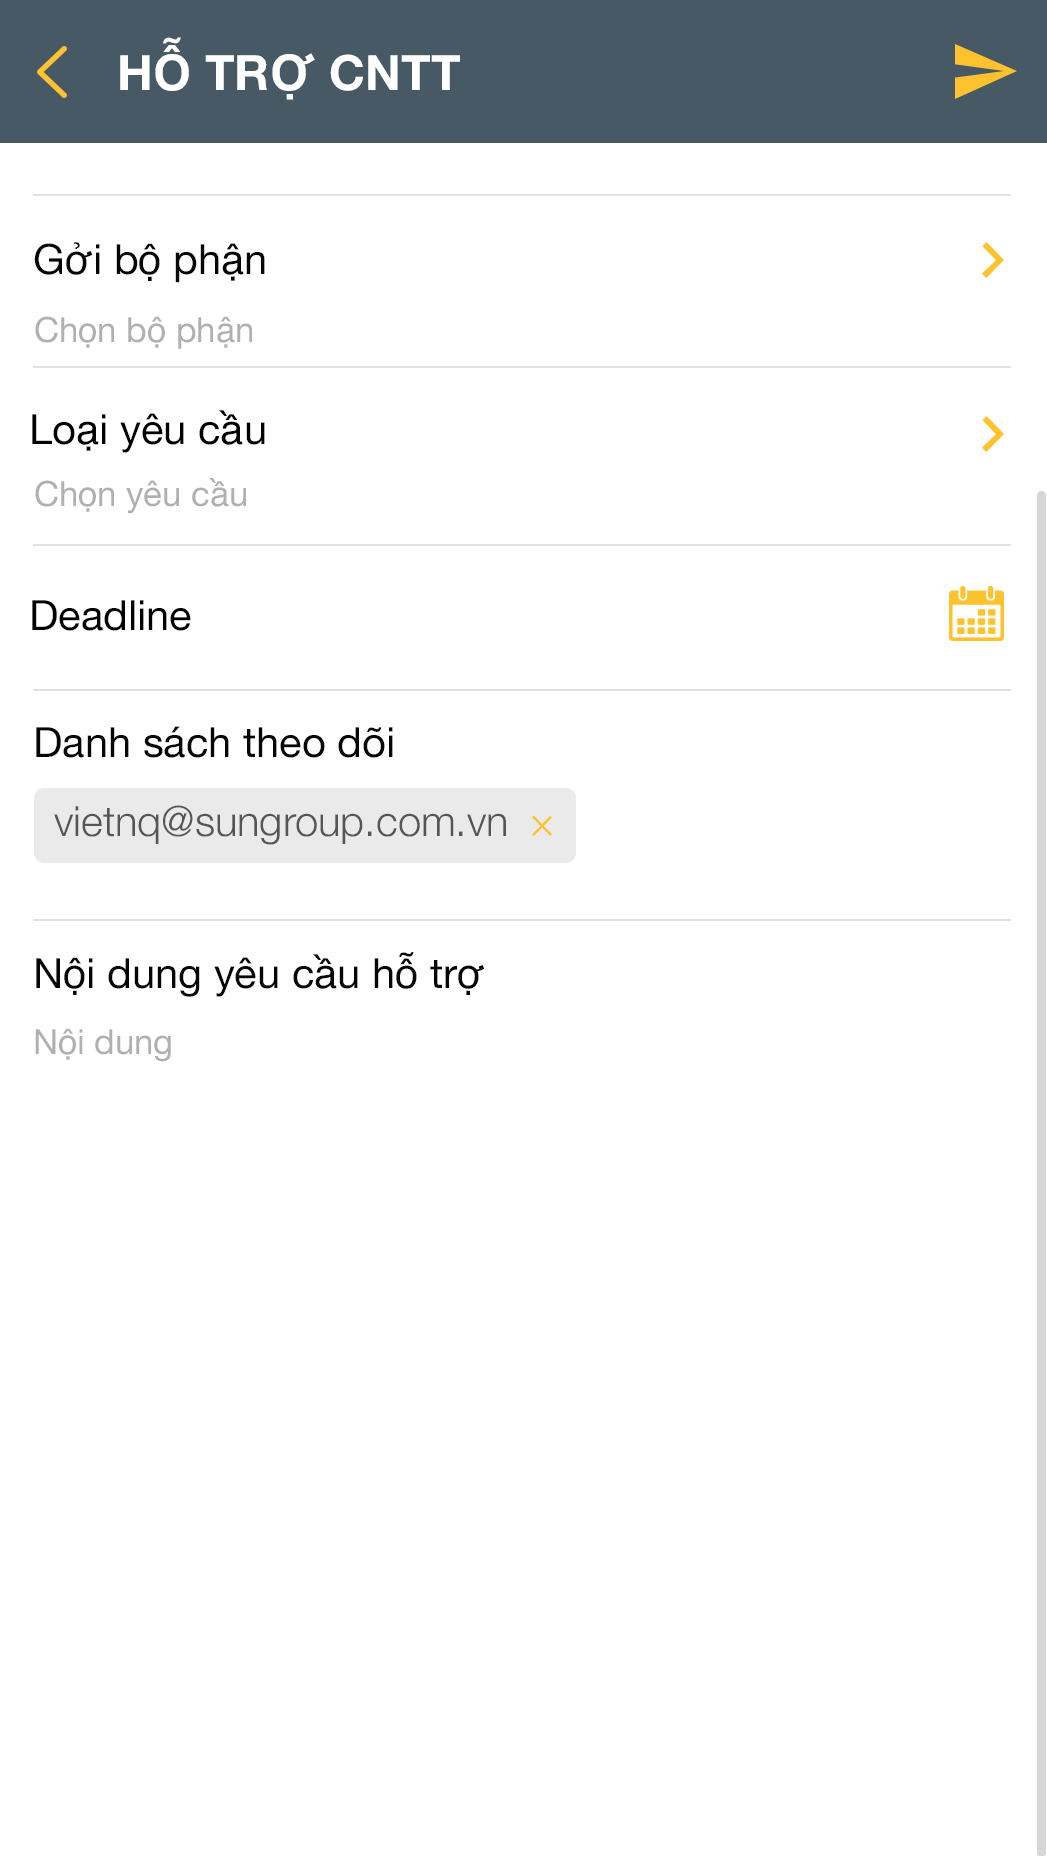 HỖ TRỢ CNTT
Gởi bộ phận
Chọn bộ phận
Loại yêu cầu
Chọn yêu cầu
Deadline
Danh sách theo dõi
vietnq@sungroup.com.vn
Nội dung yêu cầu hỗ trợ
Nội dung